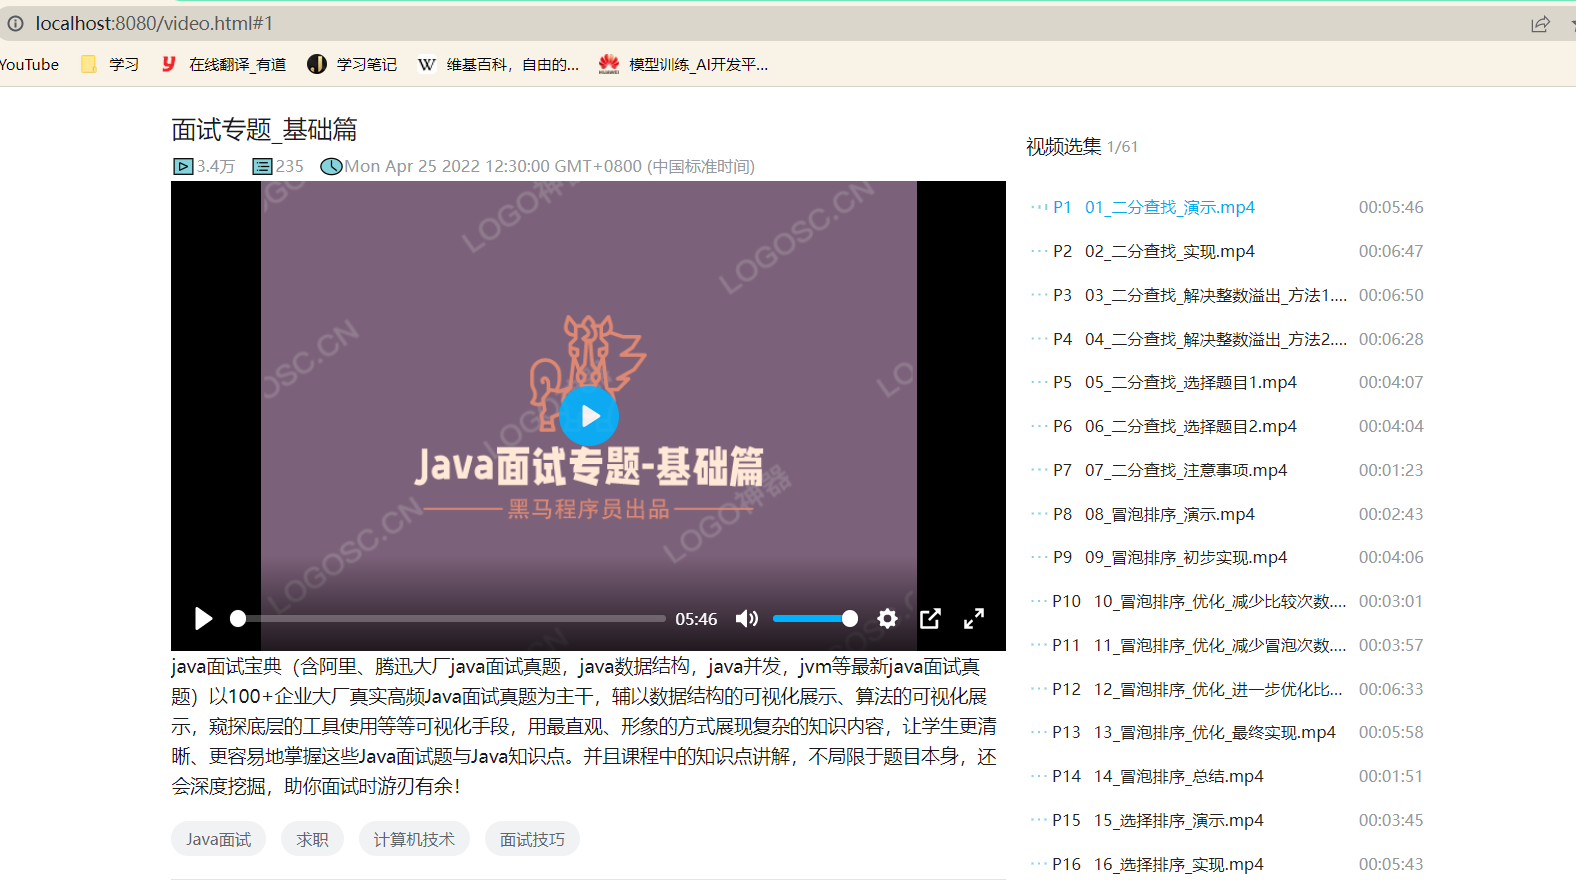 localhost:8080/video.html#1
YouTube 学习 在线翻译_有道 学习笔记 维基百科，自由的... 模型训练_AI开发平...
面试专题_基础篇
3.4万 235 Mon Apr 25 2022 12:30:00 GMT+0800 (中国标准时间)
LOGO神器
LOGOSC.CN
LOGOSC.CN
LOGOSC.CN
LOGO神器
Java面试专题-基础篇
黑马程序员出品
05:46
java面试宝典（含阿里、腾迅大厂java面试真题，java数据结构，java并发，jvm等最新java面试真
题）以100+企业大厂真实高频Java面试真题为主干，辅以数据结构的可视化展示、算法的可视化展
示，窥探底层的工具使用等等可视化手段，用最直观、形象的方式展现复杂的知识内容，让学生更清
晰、更容易地掌握这些Java面试题与Java知识点。并且课程中的知识点讲解，不局限于题目本身，还
会深度挖掘，助你面试时游刃有余！
Java面试 求职 计算机技术 面试技巧
视频选集 1/61
P1 01_二分查找_演示.mp4 00:05:46
P2 02_二分查找_实现.mp4 00:06:47
P3 03_二分查找_解决整数溢出_方法1.... 00:06:50
P4 04_二分查找_解决整数溢出_方法2.... 00:06:28
P5 05_二分查找_选择题目1.mp4 00:04:07
P6 06_二分查找_选择题目2.mp4 00:04:04
P7 07_二分查找_注意事项.mp4 00:01:23
P8 08_冒泡排序_演示.mp4 00:02:43
P9 09_冒泡排序_初步实现.mp4 00:04:06
P10 10_冒泡排序_优化_减少比较次数.... 00:03:01
P11 11_冒泡排序_优化_减少冒泡次数.... 00:03:57
P12 12_冒泡排序_优化_进一步优化比... 00:06:33
P13 13_冒泡排序_优化_最终实现.mp4 00:05:58
P14 14_冒泡排序_总结.mp4 00:01:51
P15 15_选择排序_演示.mp4 00:03:45
P16 16_选择排序_实现.mp4 00:05:43